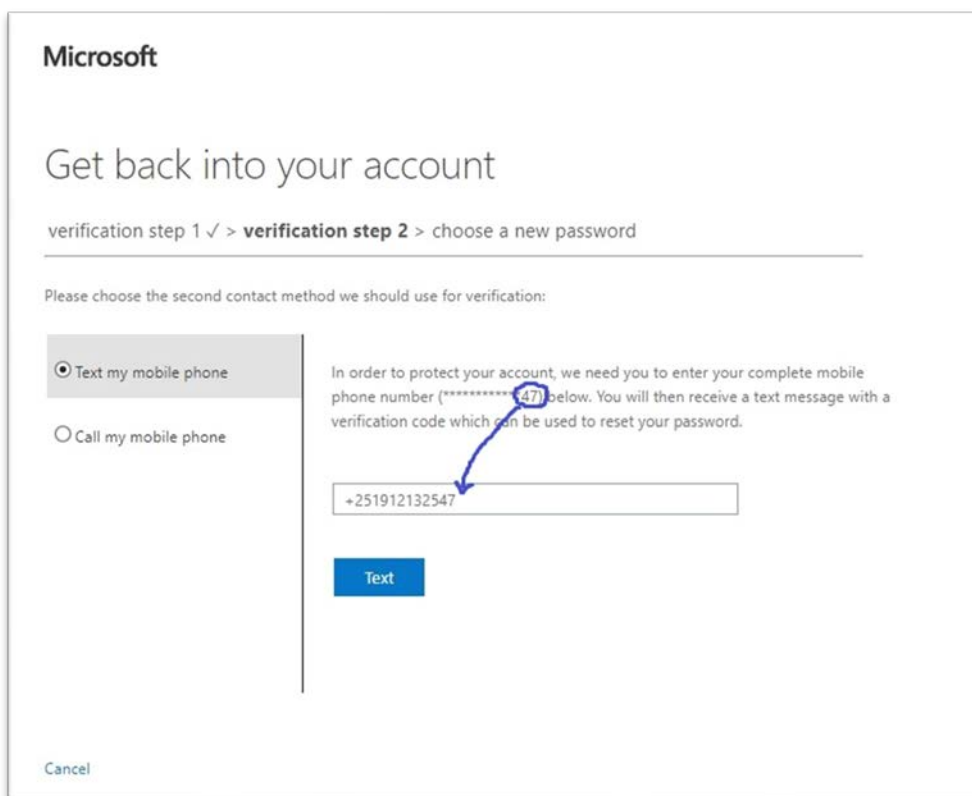 Microsoft
Get back into your account
verification step 1 ✓ > verification step 2 > choose a new password
Please choose the second contact method we should use for verification:
Text my mobile phone
Call my mobile phone
In order to protect your account, we need you to enter your complete mobile
phone number (***********47) below. You will then receive a text message with a
verification code which can be used to reset your password.
+251912132547
Text
Cancel